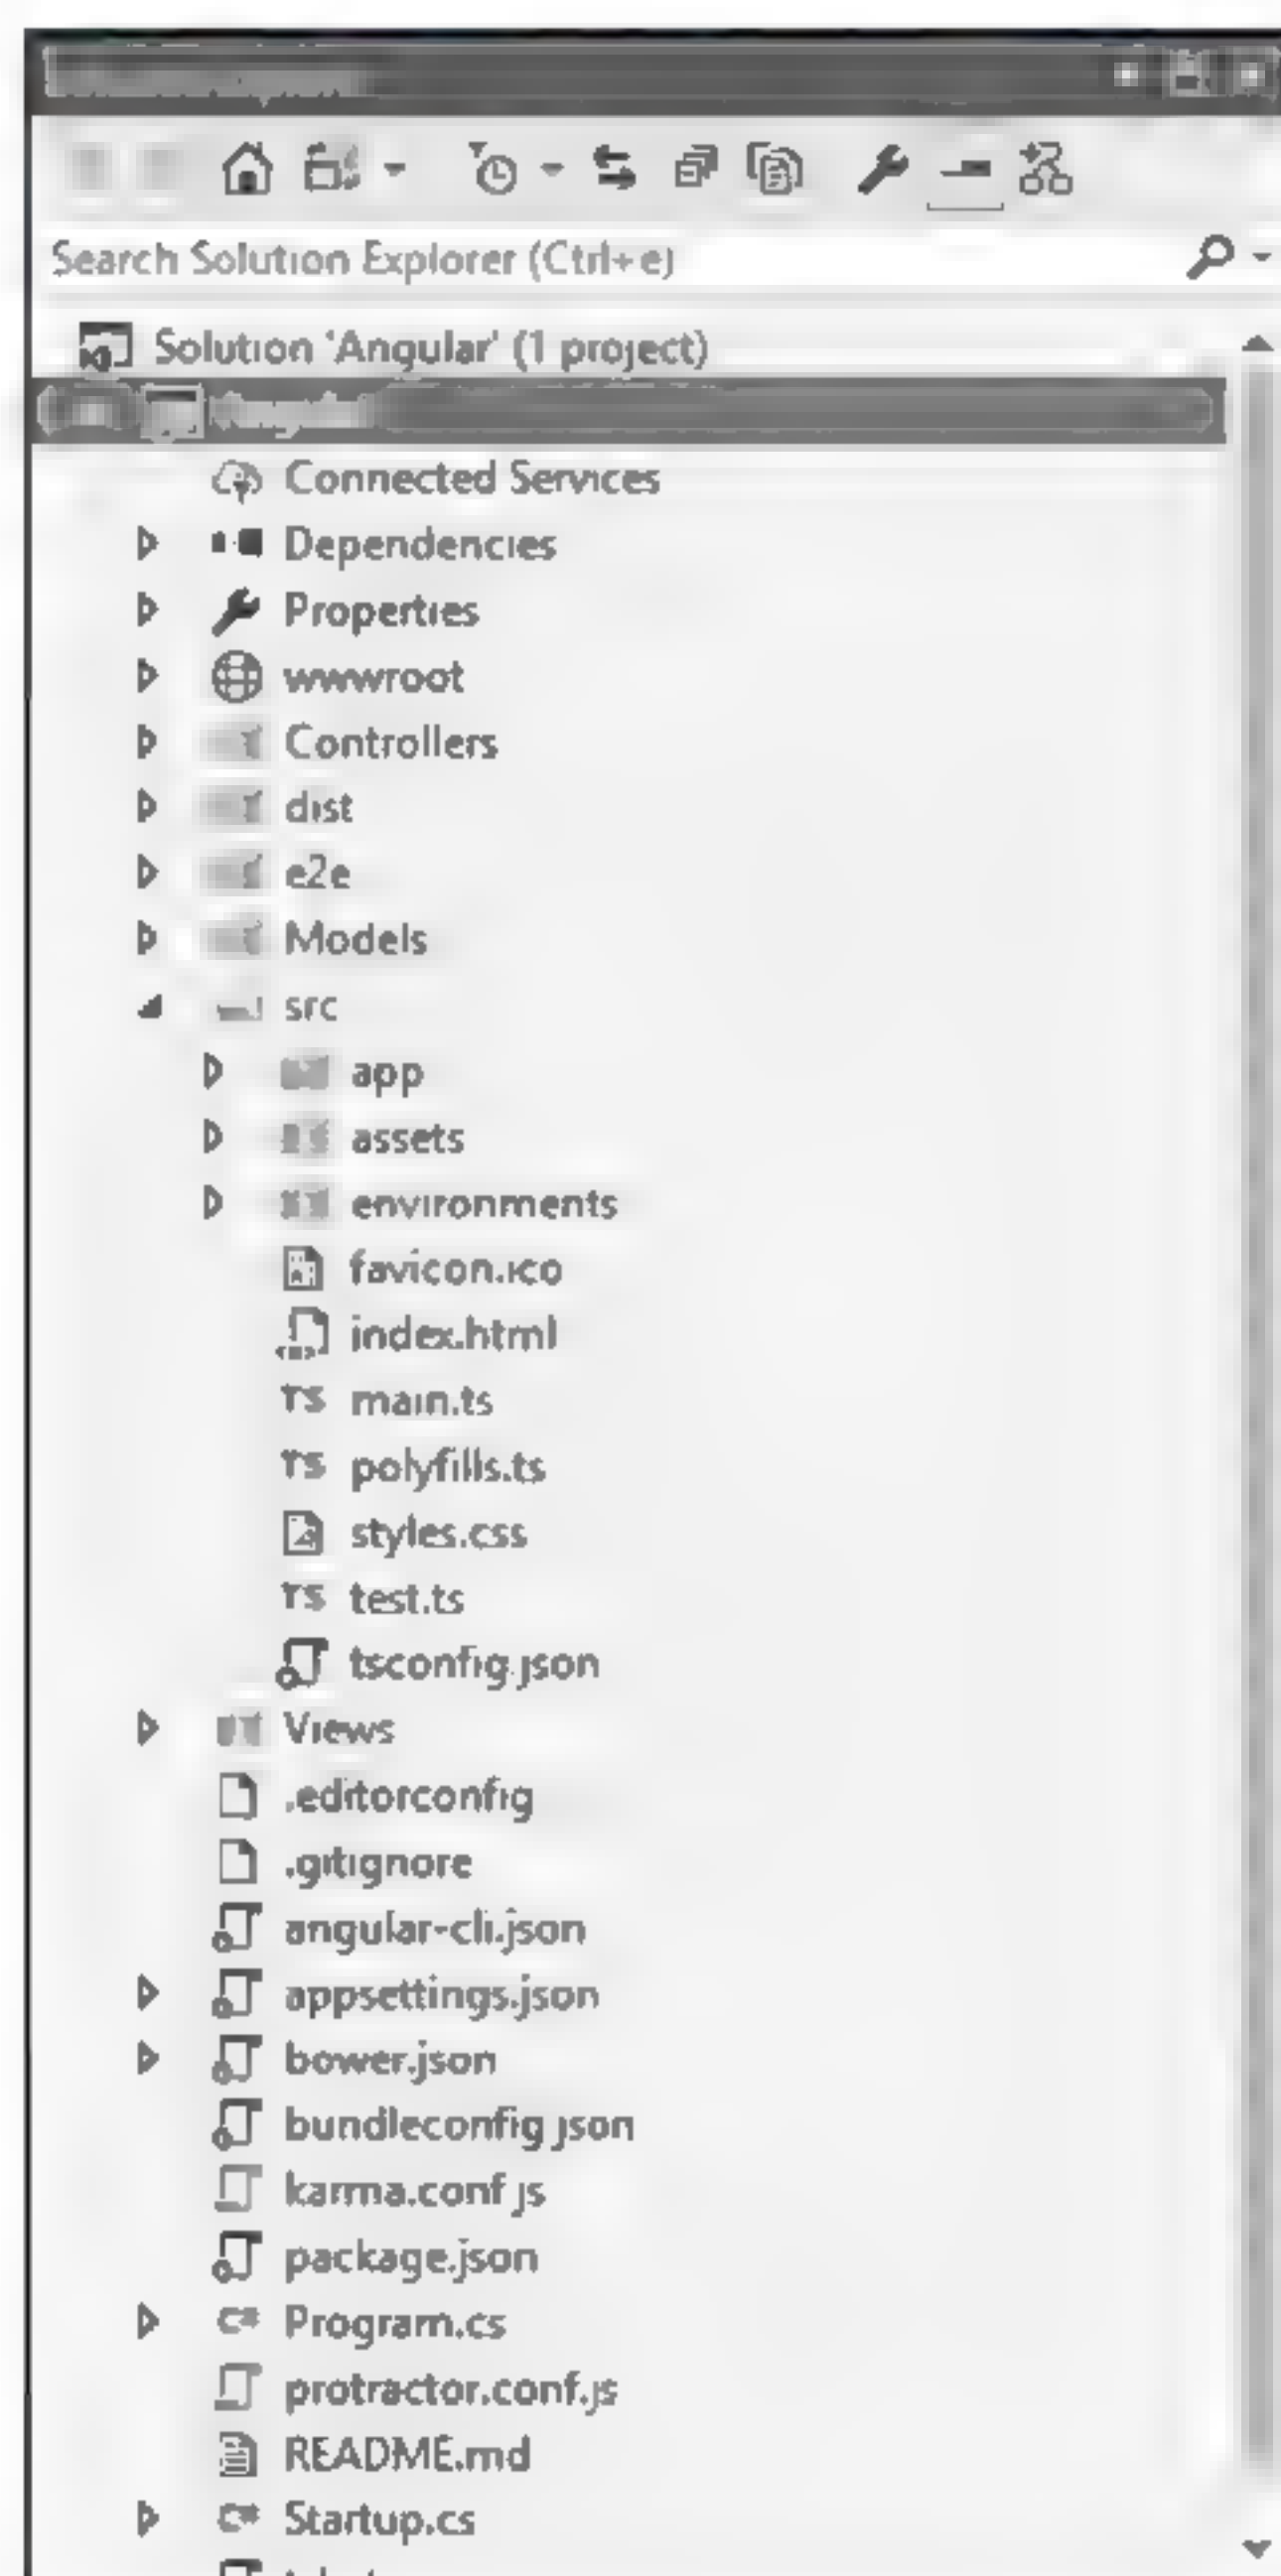 Search Solution Explorer (Ctrl+e)
Solution 'Angular' (1 project)
Connected Services
Dependencies
Properties
wwwroot
Controllers
dist
e2e
Models
src
app
assets
environments
favicon.ico
index.html
TS main.ts
TS polyfills.ts
styles.css
TS test.ts
tsconfig.json
Views
.editorconfig
.gitignore
angular-cli.json
appsettings.json
bower.json
bundleconfig.json
karma.conf.js
package.json
C# Program.cs
protractor.conf.js
README.md
C# Startup.cs